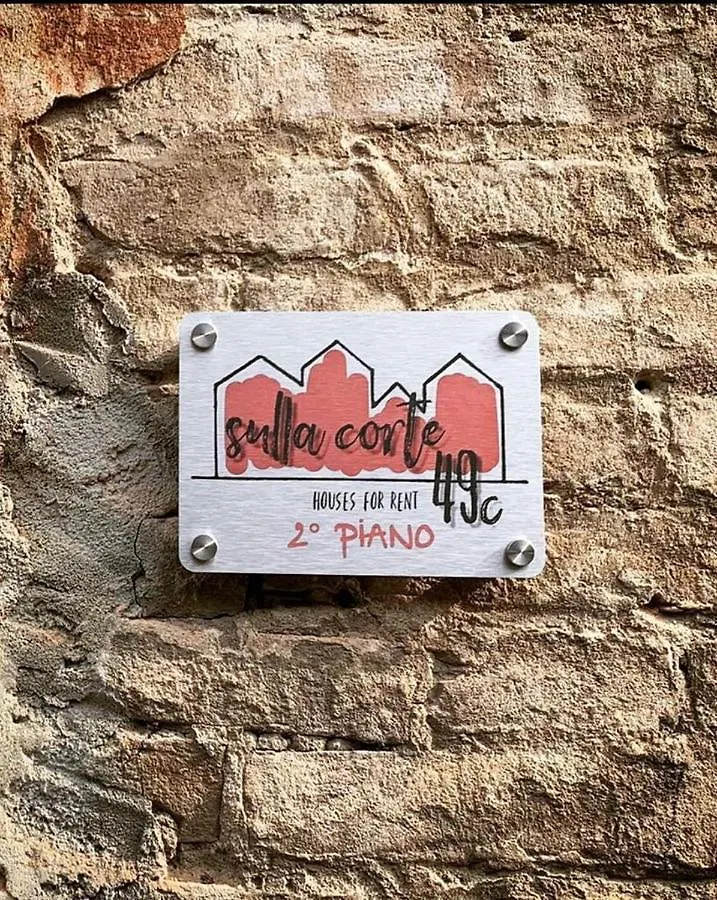 sulla corte
49c
HOUSES FOR RENT
2° PiANO